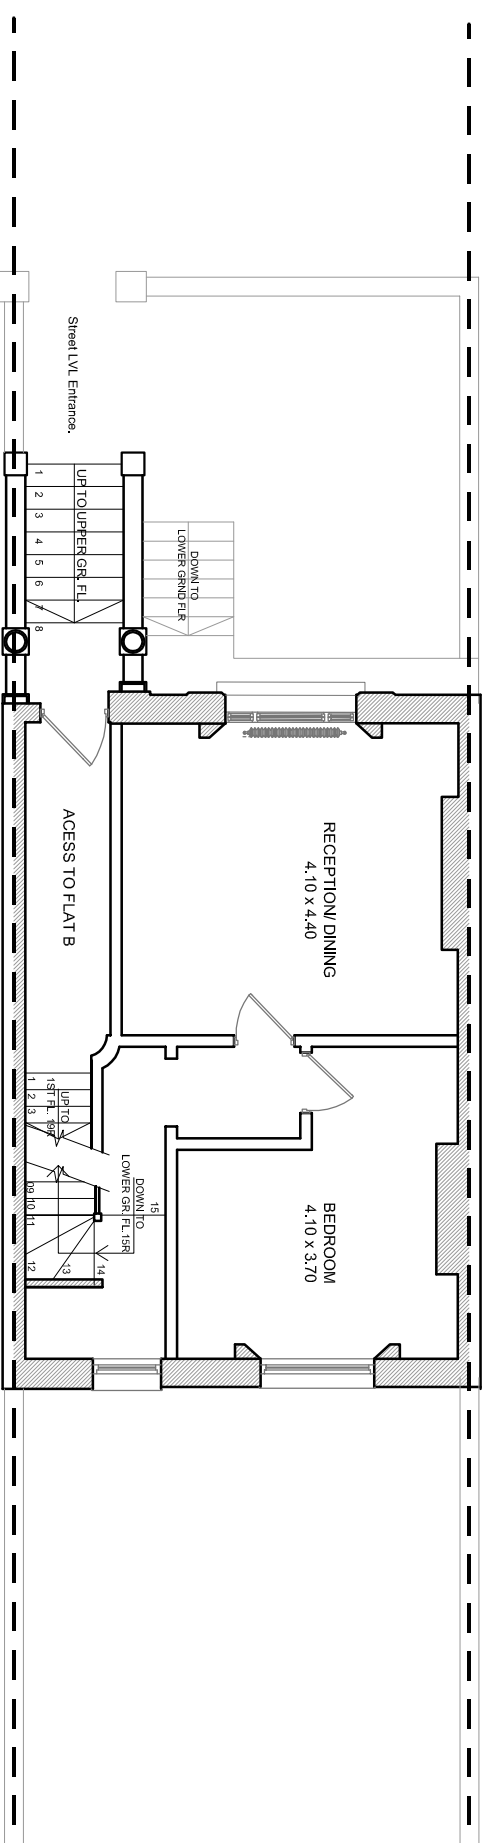 Street LVL Entrance.
UP TO UPPER GR. FL.
1
2
3
4
5
6
7
8
DOWN TO
LOWER GRND FLR
RECEPTION/ DINING
4.10 x 4.40
ACESS TO FLAT B
UP TO
1ST FL. 19R
1
2
3
DOWN TO
LOWER GR. FL.15R
09
10
11
12
13
14
15
BEDROOM
4.10 x 3.70